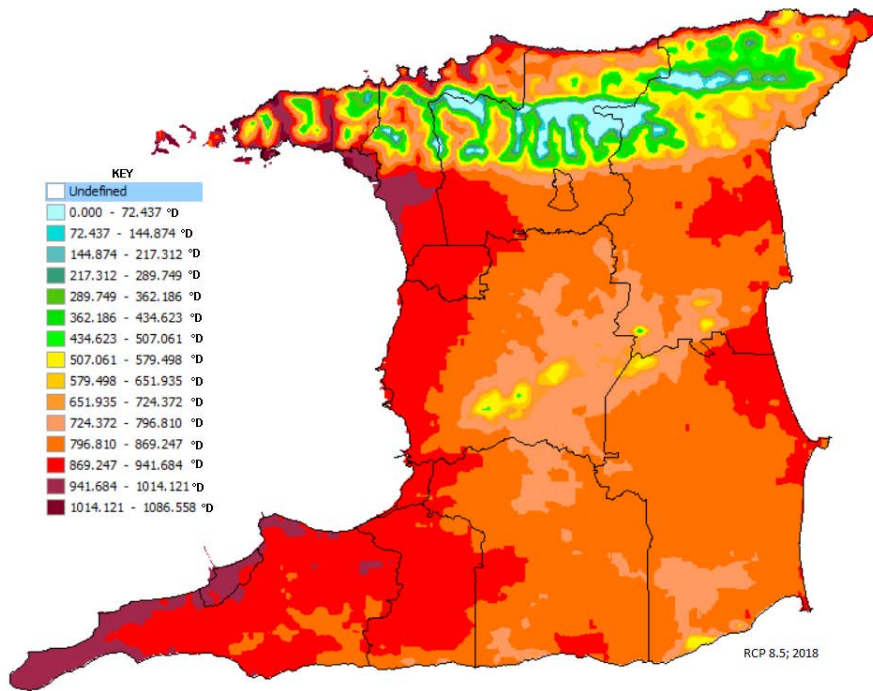 KEY
Undefined
0.000 - 72.437 °D
72.437 - 144.874 °D
144.874 - 217.312 °D
217.312 - 289.749 °D
289.749 - 362.186 °D
362.186 - 434.623 °D
434.623 - 507.061 °D
507.061 - 579.498 °D
579.498 - 651.935 °D
651.935 - 724.372 °D
724.372 - 796.810 °D
796.810 - 869.247 °D
869.247 - 941.684 °D
941.684 - 1014.121 °D
1014.121 - 1086.558 °D
RCP 8.5; 2018